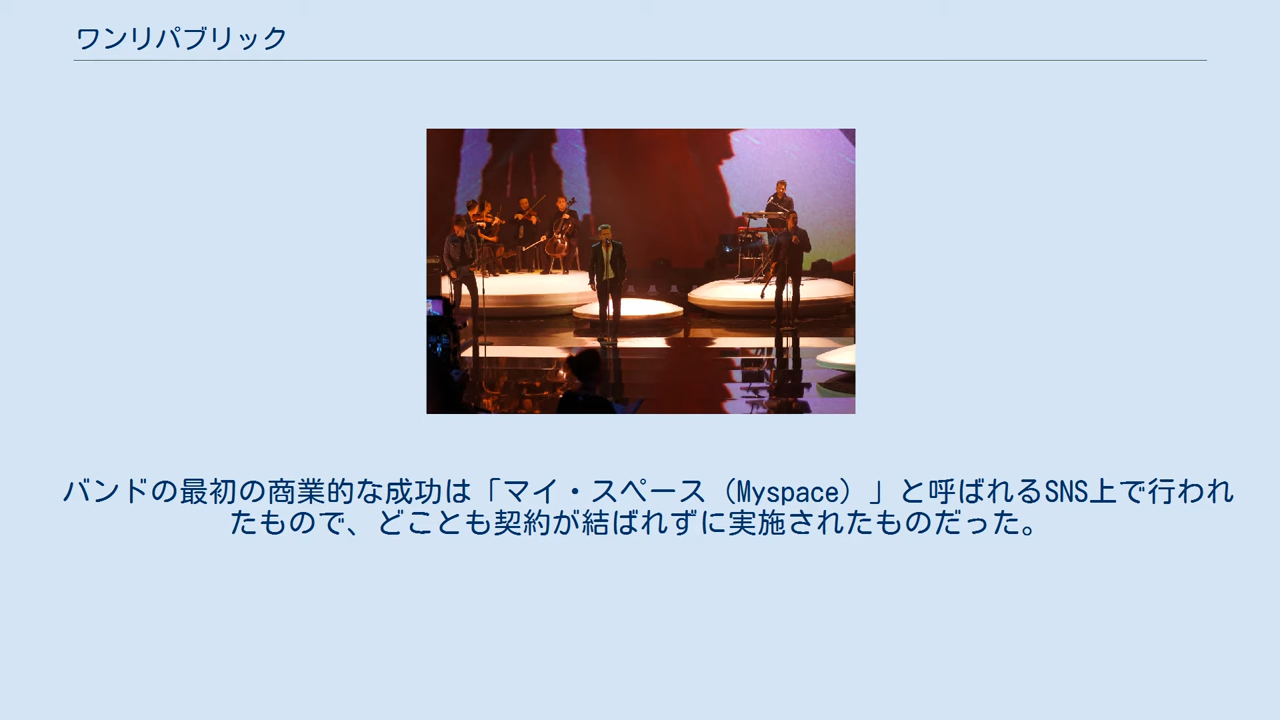 ワンリパブリック
バンドの最初の商業的な成功は「マイ・スペース（Myspace）」と呼ばれるSNS上で行われ
たもので、どことも契約が結ばれずに実施されたものだった。